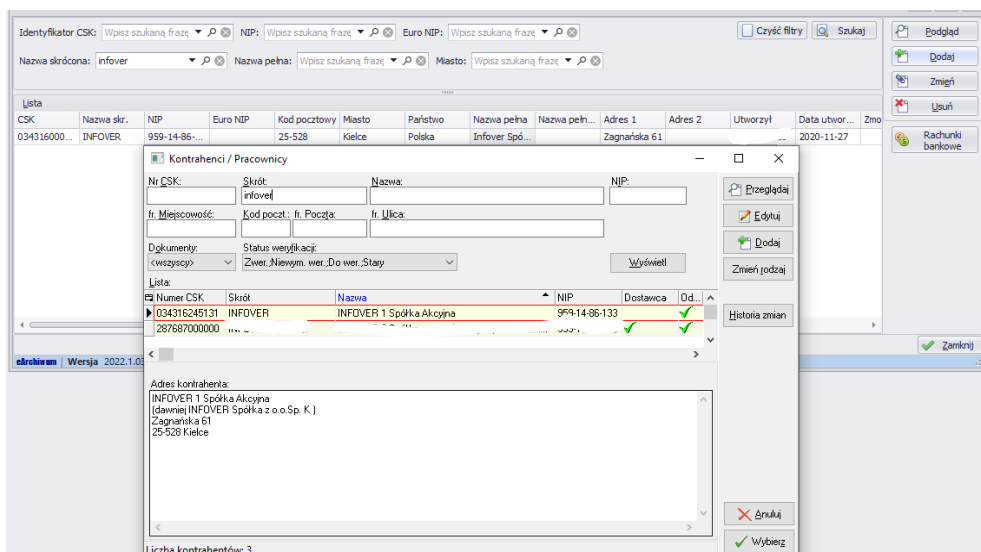 Identyfikator CSK: Wpisz szukaną frazę NIP: Wpisz szukaną frazę Euro NIP: Wpisz szukaną frazę Czyść filtry Szukaj Podgląd
Nazwa skrócona: infover Nazwa pełna: Wpisz szukaną frazę Miasto: Wpisz szukaną frazę Dodaj
Zmień
Lista Usuń
CSK Nazwa skr. NIP Euro NIP Kod pocztowy Miasto Państwo Nazwa pełna Nazwa pełn... Adres 1 Adres 2 Utworzył Data utwor... Zmo
034316000... INFOVER 959-14-86-... 25-528 Kielce Polska Infover Spó... Zagnańska 61 2020-11-27 Rachunki bankowe
Kontrahenci / Pracownicy
Nr CSK: Skrót: Nazwa: NIP:
infover Przeglądaj
fr. Miejscowość: Kod poczt.: fr. Poczta: fr. Ulica: Edytuj
Dokumenty: Status weryfikacji: Dodaj
<wszyscy> Zwer.;Niewym. wer.;Do wer.;Stary Wyświetl Zmień rodzaj
Lista:
Numer CSK Skrót Nazwa NIP Dostawca Od...
034316245131 INFOVER INFOVER 1 Spółka Akcyjna 959-14-86-133 Historia zmian
287687000000
Zamknij
eArchiwum Wersja 2022.1.03
Adres kontrahenta:
INFOVER 1 Spółka Akcyjna
(dawniej INFOVER Spółka z o.o.Sp. K )
Zagnańska 61
25-528 Kielce
Anuluj
Wybierz
Liczba kontrahentów: 3